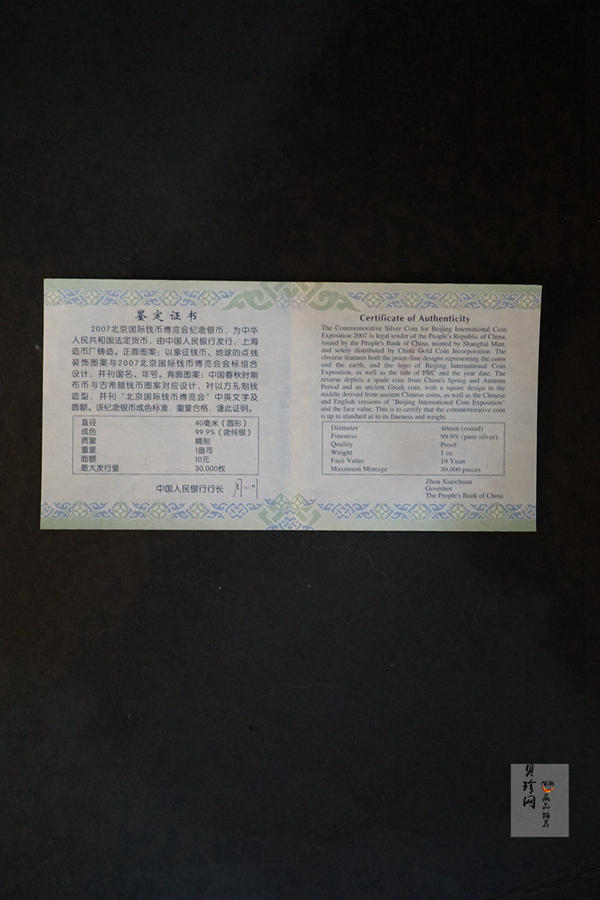 鉴定证书
2007北京国际钱币博览会纪念银币，为中华
人民共和国法定货币，由中国人民银行发行，上海
造币厂铸造。正面图案：以象征钱币、地球的点线
装饰图案与2007北京国际钱币博览会会标组合
设计，并刊国名、年号。背面图案：中国春秋时期
布币与古希腊钱币图案对应设计，衬以方孔制钱
造型，并刊“北京国际钱币博览会”中英文字及
面额。该纪念银币成色标准，重量合格，谨此证明。
直径 40毫米（圆形）
成色 99.9%（含纯银）
质量 精制
重量 1盎司
面额 10元
最大发行量 30,000枚
中国人民银行行长
Certificate of Authenticity
The Commemorative Silver Coin for Beijing International Coin
Exposition 2007 is legal tender of the People's Republic of China,
issued by the People's Bank of China, minted by Shanghai Mint,
and solely distributed by China Gold Coin Incorporation. The
obverse features both the point-line designs representing the coins
and the earth, and the logo of Beijing International Coin
Exposition, as well as the title of PRC and the year date. The
reverse depicts a spade coin from China's Spring and Autumn
Period and an ancient Greek coin, with a square design in the
middle derived from ancient Chinese coins, as well as the Chinese
and English versions of "Beijing International Coin Exposition"
and the face value. This is to certify that the commemorative coin
is up to standard as to its fineness and weight.
Diameter 40mm (round)
Fineness 99.9% (pure silver)
Quality Proof
Weight 1 oz
Face Value 10 Yuan
Maximum Mintage 30,000 pieces
Zhou Xiaochuan
Governor
The People's Bank of China
贝珍网
藏品推荐